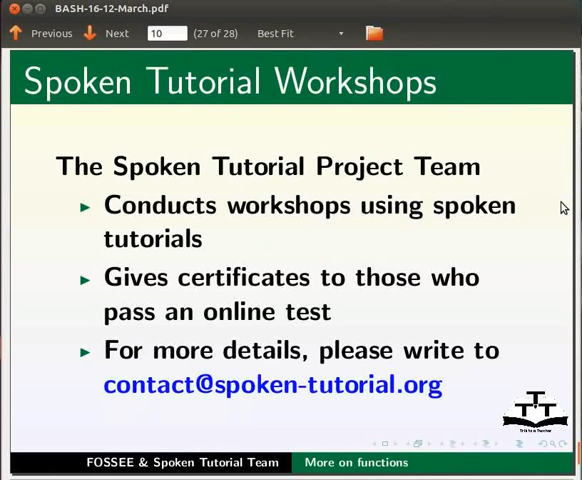 BASH-16-12-March.pdf
Previous Next 10 (27 of 28) Best Fit
Spoken Tutorial Workshops
The Spoken Tutorial Project Team
Conducts workshops using spoken
tutorials
Gives certificates to those who
pass an online test
For more details, please write to
contact@spoken-tutorial.org
FOSSEE & Spoken Tutorial Team More on functions